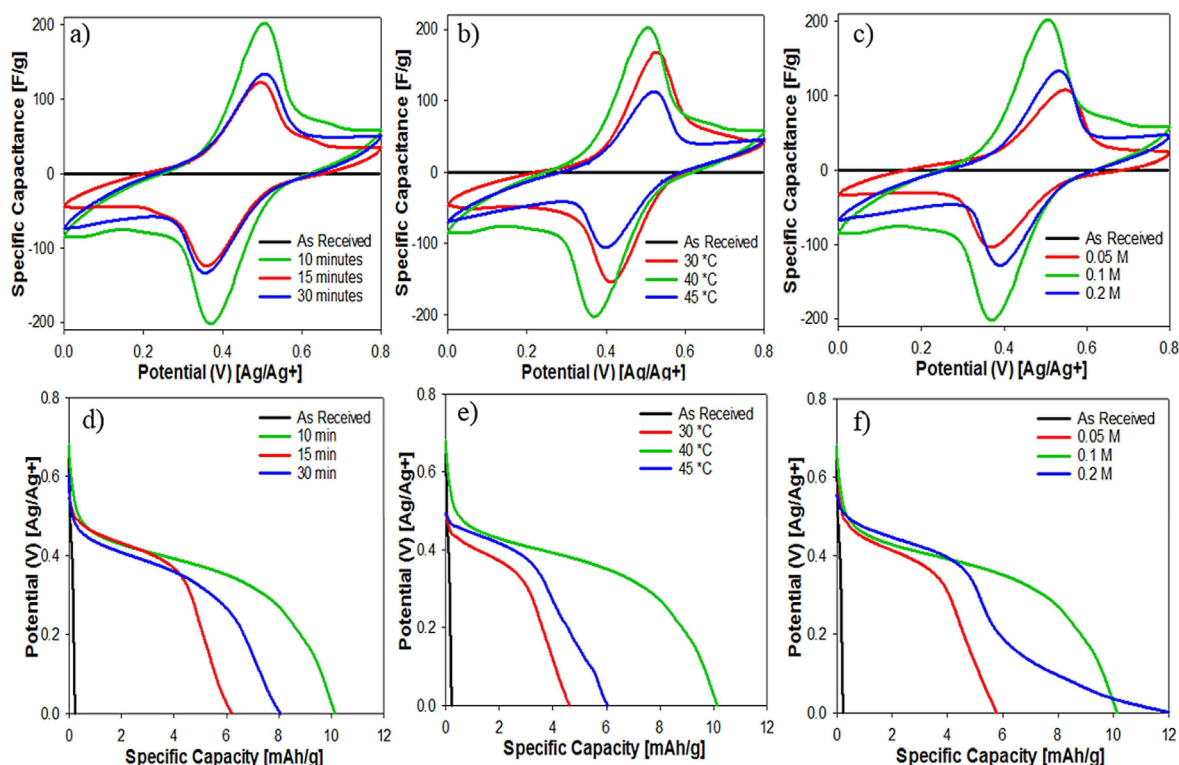 a)
Specific Capacitance [F/g]
200
100
0
-100
-200
As Received
10 minutes
15 minutes
30 minutes
0.0 0.2 0.4 0.6 0.8
Potential (V) [Ag/Ag+]
b)
Specific Capacitance [F/g]
200
100
0
-100
-200
As Received
30 *C
40 *C
45 *C
0.0 0.2 0.4 0.6 0.8
Potential (V) [Ag/Ag+]
c)
Specific Capacitance [F/g]
200
100
0
-100
-200
As Received
0.05 M
0.1 M
0.2 M
0.0 0.2 0.4 0.6 0.8
Potential (V) [Ag/Ag+]
d)
Potential (V) [Ag/Ag+]
0.8
0.6
0.4
0.2
0.0
As Received
10 min
15 min
30 min
0 2 4 6 8 10 12
Specific Capacity [mAh/g]
e)
Potential (V) [Ag/Ag+]
0.8
0.6
0.4
0.2
0.0
As Received
30 *C
40 *C
45 *C
0 2 4 6 8 10 12
Specific Capacity [mAh/g]
f)
Potential (V) [Ag/Ag+]
0.8
0.6
0.4
0.2
0.0
As Received
0.05 M
0.1 M
0.2 M
0 2 4 6 8 10 12
Specific Capacity [mAh/g]